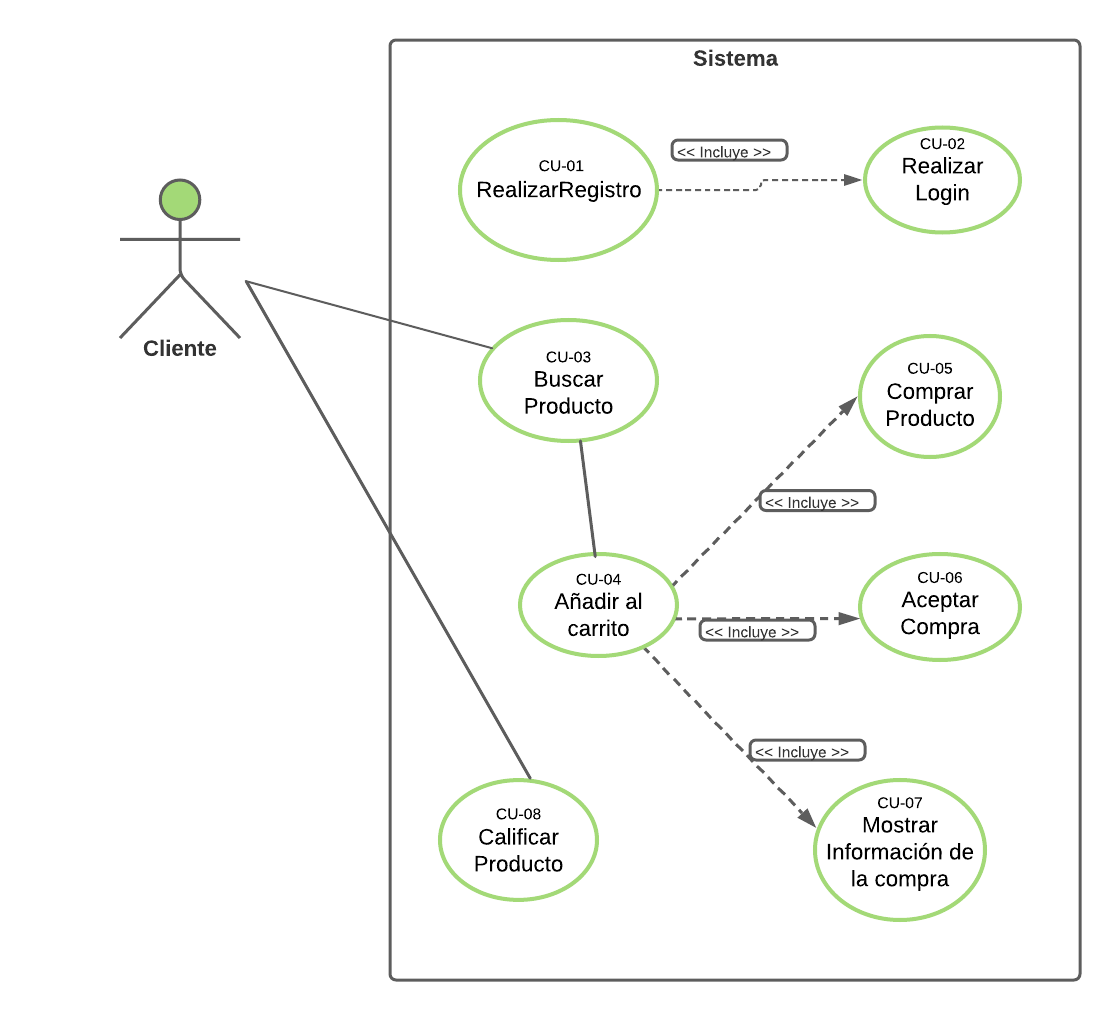 Sistema
CU-01
RealizarRegistro
<< Incluye >>
CU-02
Realizar
Login
Cliente
CU-03
Buscar
Producto
CU-05
Comprar
Producto
<< Incluye >>
CU-04
Añadir al
carrito
<< Incluye >>
CU-06
Aceptar
Compra
<< Incluye >>
CU-08
Calificar
Producto
CU-07
Mostrar
Información de
la compra